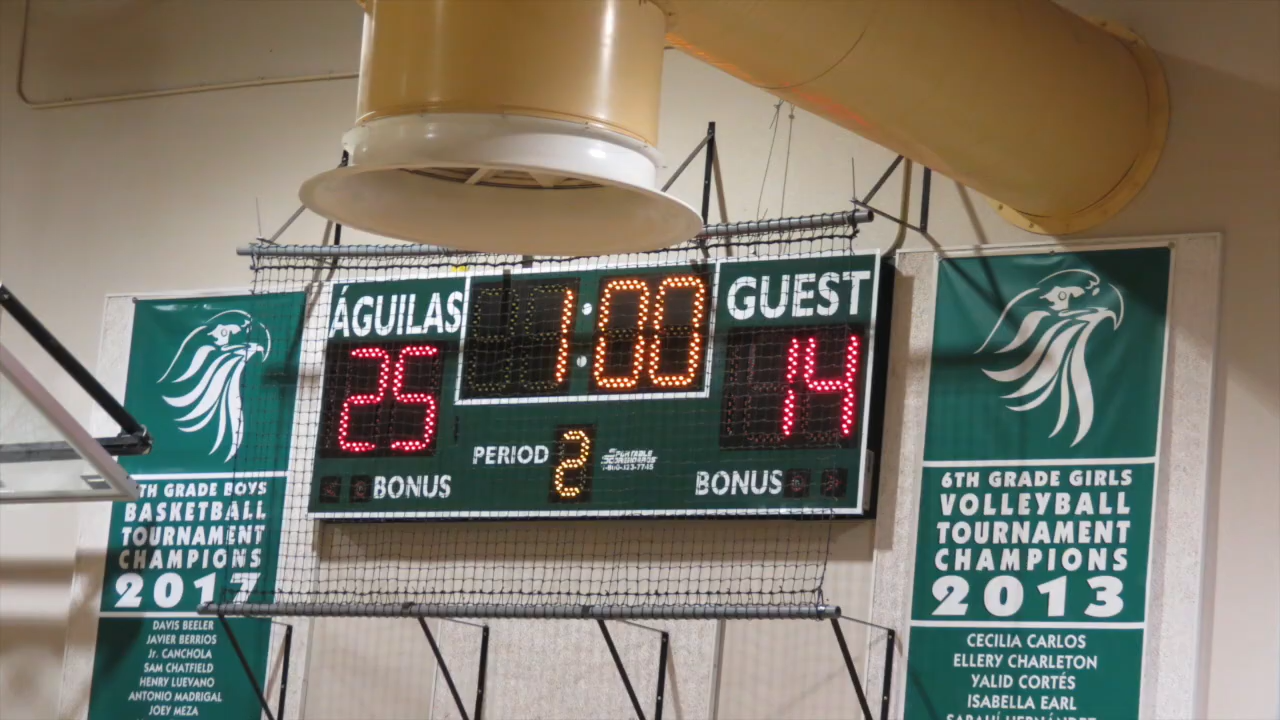 ÁGUILAS
1:00
GUEST
25
14
PERIOD 2
BONUS
BONUS
TH GRADE BOYS
BASKETBALL
TOURNAMENT
CHAMPIONS
2017
DAVIS BEELER
JAVIER BERRIOS
Jr. CANCHOLA
SAM CHATFIELD
HENRY LUEVANO
ANTONIO MADRIGAL
JOEY MEZA
6TH GRADE GIRLS
VOLLEYBALL
TOURNAMENT
CHAMPIONS
2013
CECILIA CARLOS
ELLERY CHARLETON
YALID CORTÉS
ISABELLA EARL